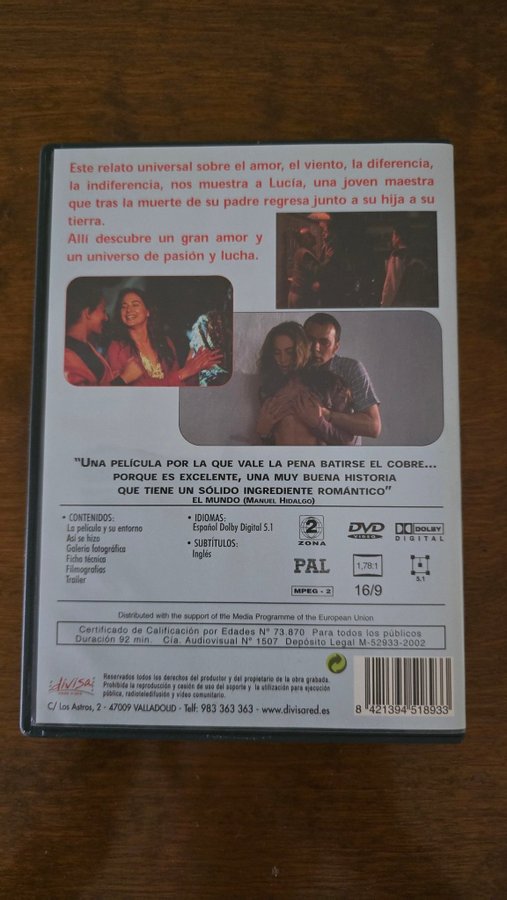 Este relato universal sobre el amor, el viento, la diferencia,
la indiferencia, nos muestra a Lucía, una joven maestra
que tras la muerte de su padre regresa junto a su hija a su
tierra.
Allí descubre un gran amor y
un universo de pasión y lucha.
"UNA PELÍCULA POR LA QUE VALE LA PENA BATIRSE EL COBRE...
PORQUE ES EXCELENTE, UNA MUY BUENA HISTORIA
QUE TIENE UN SÓLIDO INGREDIENTE ROMÁNTICO"
EL MUNDO (MANUEL HIDALGO)
• CONTENIDOS:
La película y su entorno
Así se hizo
Galería fotográfica
Ficha técnica
Filmografías
Trailer
• IDIOMAS:
Español Dolby Digital 5.1
• SUBTÍTULOS:
Inglés
2
ZONA
DVD
VIDEO
DOLBY
DIGITAL
PAL
1,78:1
5.1
MPEG - 2
16/9
Distributed with the support of the Media Programme of the European Union
Certificado de Calificación por Edades N° 73.870 Para todos los públicos
Duración 92 min. Cía. Audiovisual N° 1507 Depósito Legal M-52933-2002
divisa
Reservados todos los derechos del productor y del propietario de la obra grabada.
Prohibida la reproducción y cesión de uso del soporte y la utilización para ejecución
pública, radioteledifusión y vídeo comunitario.
C/ Los Astros, 2 - 47009 VALLADOLID - Telf: 983 363 363 - www.divisared.es
8 421394 518933